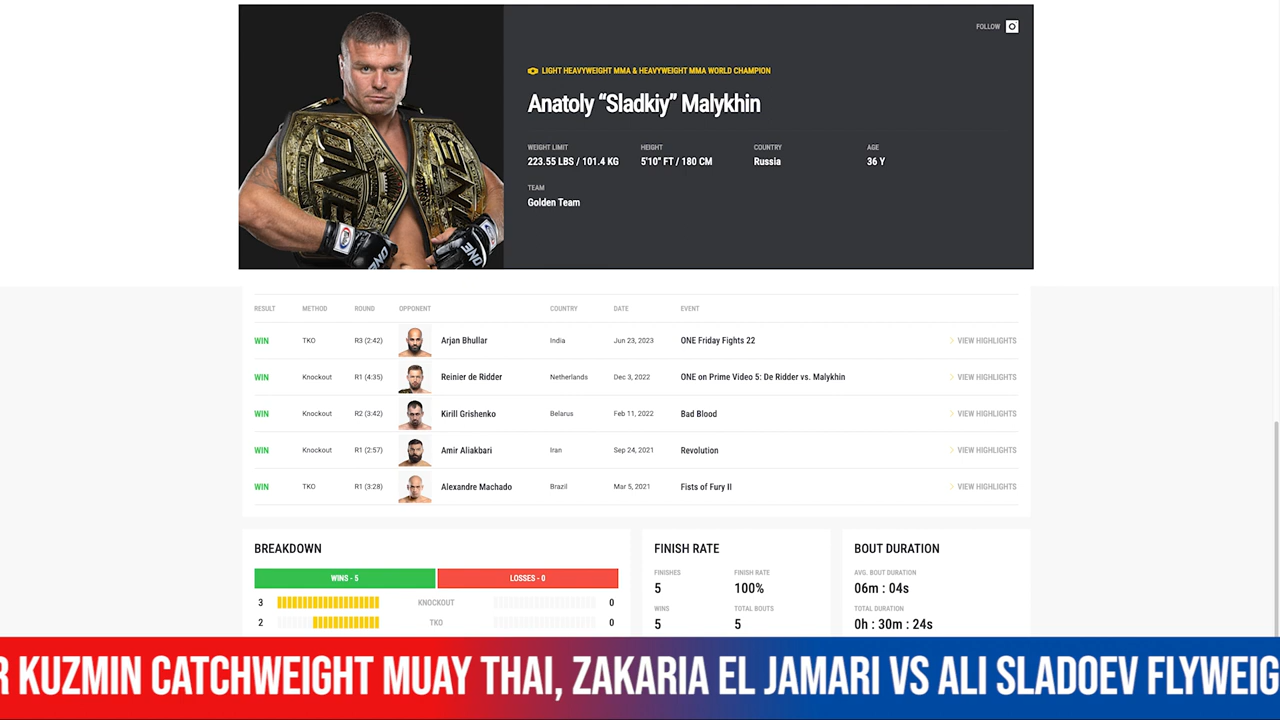 FOLLOW
LIGHT HEAVYWEIGHT MMA & HEAVYWEIGHT MMA WORLD CHAMPION
Anatoly “Sladkiy” Malykhin
WEIGHT LIMIT HEIGHT COUNTRY AGE
223.55 LBS / 101.4 KG 5'10" FT / 180 CM Russia 36 Y
TEAM
Golden Team
ONE
ONE
RESULT METHOD ROUND OPPONENT COUNTRY DATE EVENT
WIN TKO R3 (2:42) Arjan Bhullar India Jun 23, 2023 ONE Friday Fights 22 VIEW HIGHLIGHTS
WIN Knockout R1 (4:35) Reinier de Ridder Netherlands Dec 3, 2022 ONE on Prime Video 5: De Ridder vs. Malykhin VIEW HIGHLIGHTS
WIN Knockout R2 (3:42) Kirill Grishenko Belarus Feb 11, 2022 Bad Blood VIEW HIGHLIGHTS
WIN Knockout R1 (2:57) Amir Aliakbari Iran Sep 24, 2021 Revolution VIEW HIGHLIGHTS
WIN TKO R1 (3:28) Alexandre Machado Brazil Mar 5, 2021 Fists of Fury II VIEW HIGHLIGHTS
BREAKDOWN
WINS - 5 LOSSES - 0
3 KNOCKOUT 0
2 TKO 0
FINISH RATE
FINISHES FINISH RATE
5 100%
WINS TOTAL BOUTS
5 5
BOUT DURATION
AVG. BOUT DURATION
06m : 04s
TOTAL DURATION
0h : 30m : 24s
R KUZMIN CATCHWEIGHT MUAY THAI, ZAKARIA EL JAMARI VS ALI SLADOEV FLYWEIG